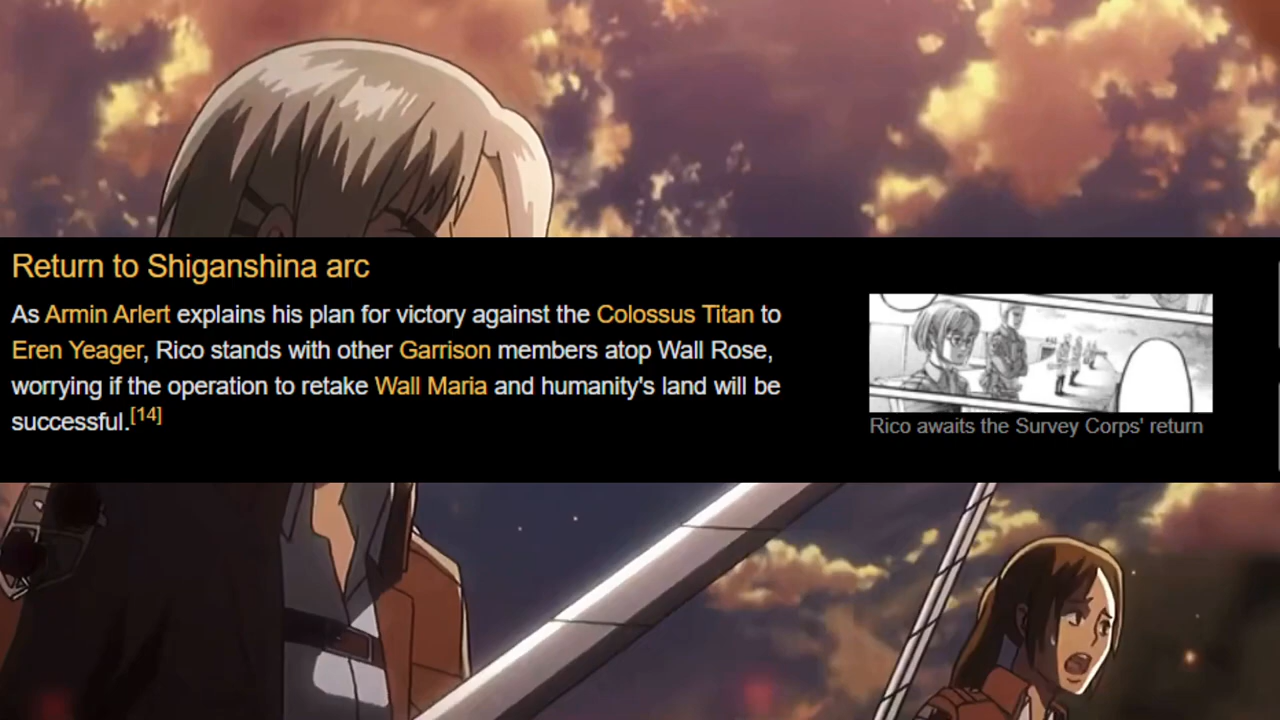 Return to Shiganshina arc
As Armin Arlert explains his plan for victory against the Colossus Titan to
Eren Yeager, Rico stands with other Garrison members atop Wall Rose,
worrying if the operation to retake Wall Maria and humanity's land will be
successful.[14]
Rico awaits the Survey Corps' return